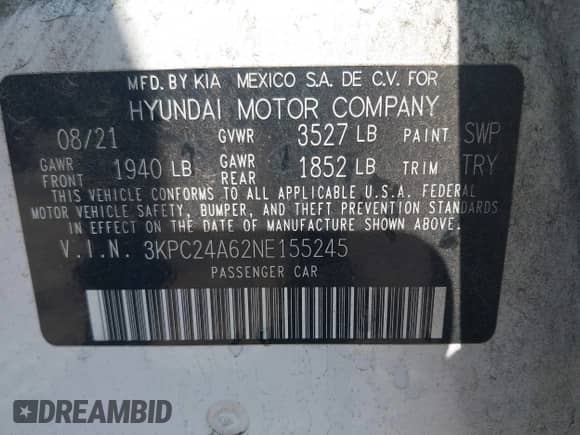 MFD. BY KIA MEXICO S.A. DE C.V. FOR
HYUNDAI MOTOR COMPANY
08/21 GVWR 3527 LB PAINT SWP
GAWR FRONT 1940 LB GAWR REAR 1852 LB TRIM TRY
THIS VEHICLE CONFORMS TO ALL APPLICABLE U.S.A. FEDERAL
MOTOR VEHICLE SAFETY, BUMPER, AND THEFT PREVENTION STANDARDS
IN EFFECT ON THE DATE OF MANUFACTURE SHOWN ABOVE.
V.I.N. 3KPC24A62NE155245
PASSENGER CAR
DREAMBID